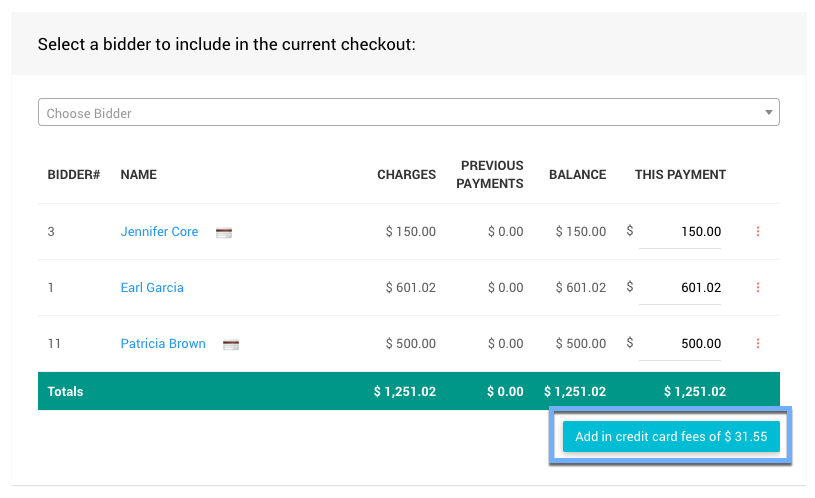 Select a bidder to include in the current checkout:
Choose Bidder
BIDDER# NAME CHARGES PREVIOUS PAYMENTS BALANCE THIS PAYMENT
3 Jennifer Core $ 150.00 $ 0.00 $ 150.00 $ 150.00
1 Earl Garcia $ 601.02 $ 0.00 $ 601.02 $ 601.02
11 Patricia Brown $ 500.00 $ 0.00 $ 500.00 $ 500.00
Totals $ 1,251.02 $ 0.00 $ 1,251.02 $ 1,251.02
Add in credit card fees of $ 31.55